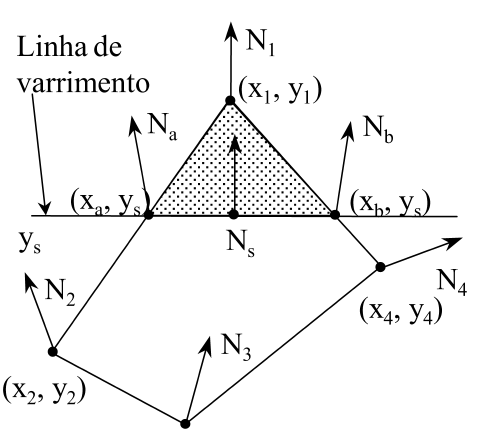 Linha de
varrimento
N1
(x1, y1)
Na
Nb
(xa, ys)
(xb, ys)
ys
Ns
N2
N4
(x4, y4)
N3
(x2, y2)